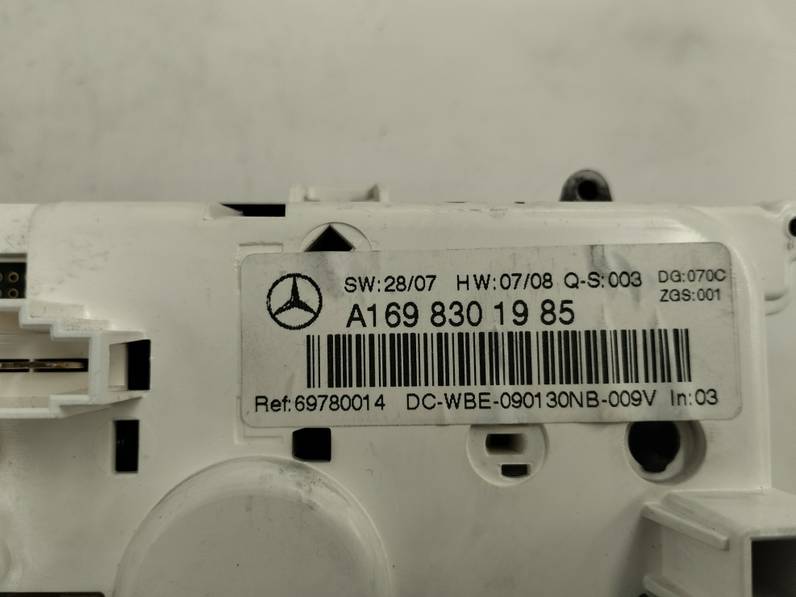 SW:28/07 HW:07/08 Q-S:003 DG:070C
ZGS:001
A169 830 19 85
Ref:69780014 DC-WBE-090130NB-009V In:03